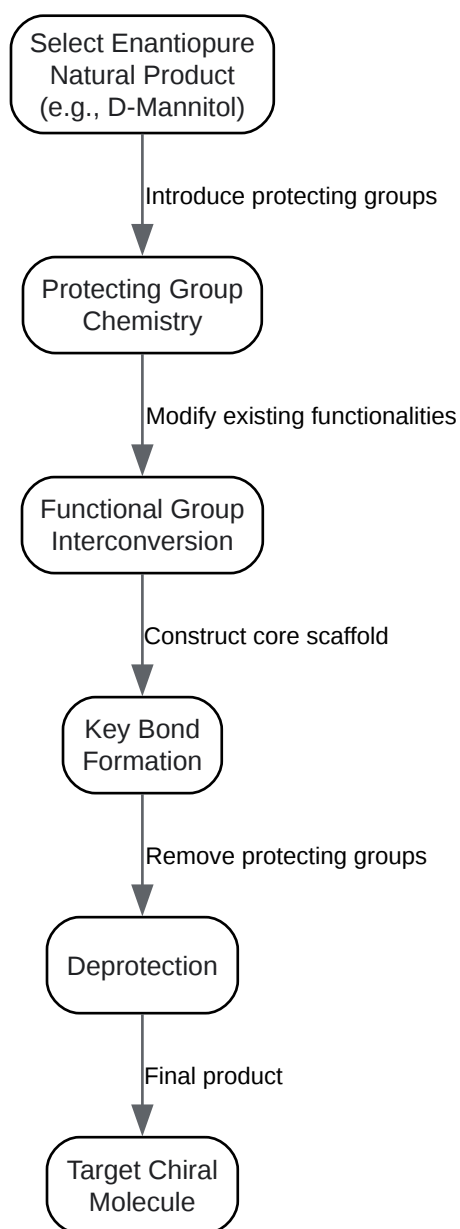 Select Enantiopure
Natural Product
(e.g., D-Mannitol)
Introduce protecting groups
Protecting Group
Chemistry
Modify existing functionalities
Functional Group
Interconversion
Construct core scaffold
Key Bond
Formation
Remove protecting groups
Deprotection
Final product
Target Chiral
Molecule